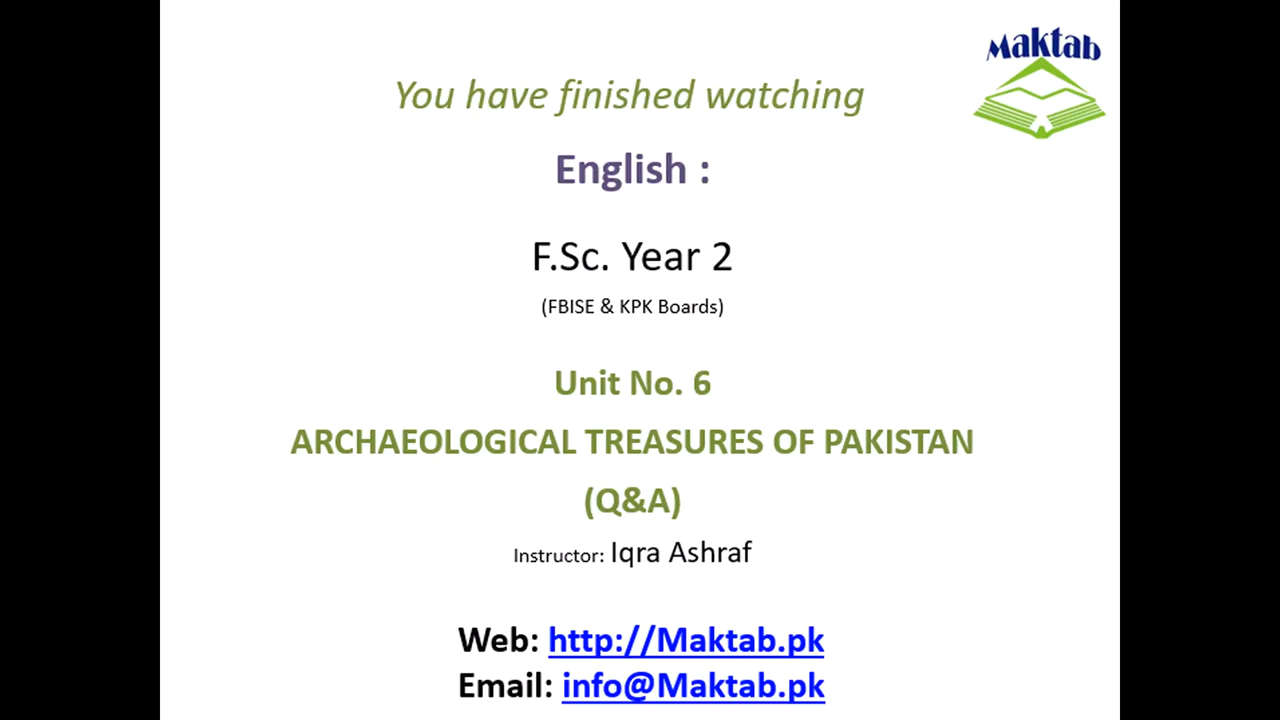 Maktab
You have finished watching
English :
F.Sc. Year 2
(FBISE & KPK Boards)
Unit No. 6
ARCHAEOLOGICAL TREASURES OF PAKISTAN
(Q&A)
Instructor: Iqra Ashraf
Web: http://Maktab.pk
Email: info@Maktab.pk